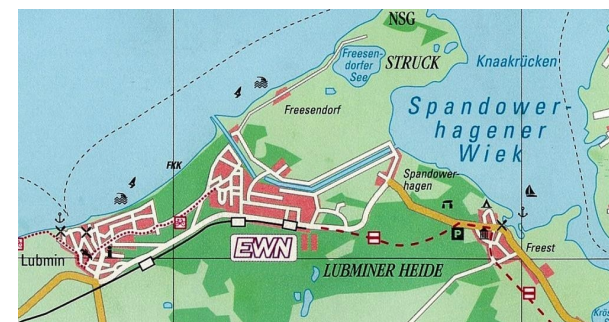 NSG
Freesen-
dorfer
See
STRUCK
Knaakrücken
Freesendorf
Spandower-
hagener
Wiek
FKK
Spandower-
hagen
P
EWN
Freest
Lubmin
LUBMINER HEIDE